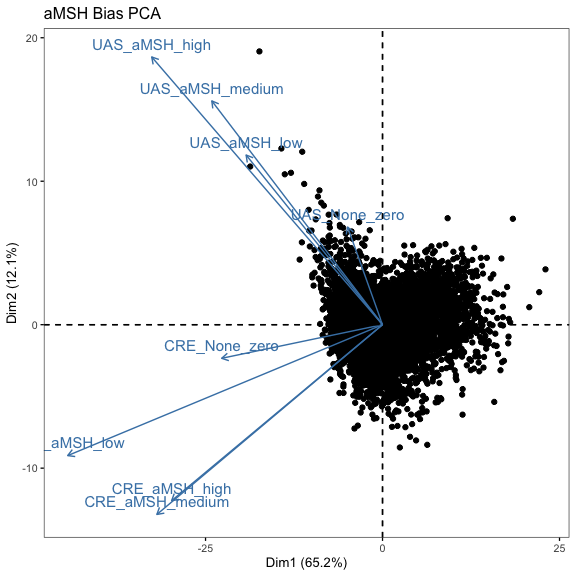 aMSH Bias PCA
20
10
0
-10
Dim2 (12.1%)
UAS_aMSH_high
UAS_aMSH_medium
UAS_aMSH_low
UAS_None_zero
CRE_None_zero
_aMSH_low
CRE_aMSH_high
CRE_aMSH_medium
-25
0
25
Dim1 (65.2%)